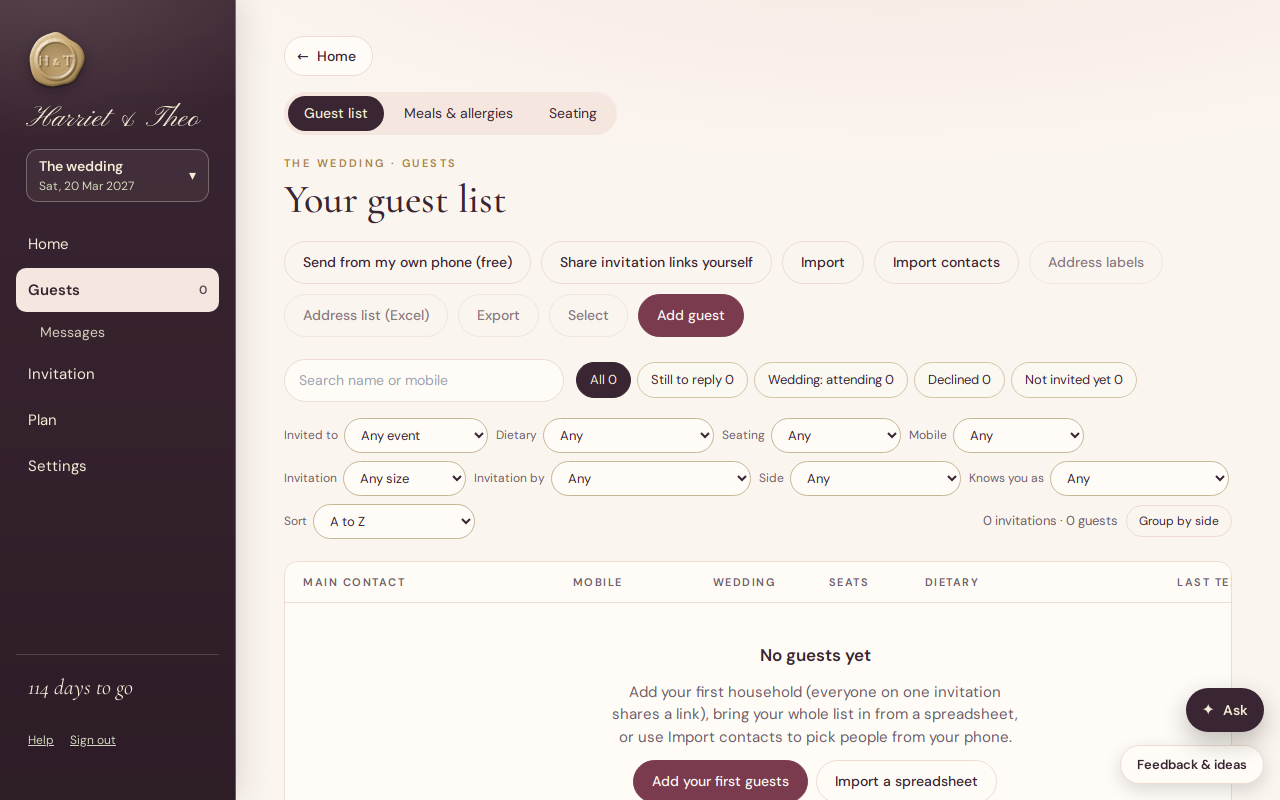 H & T
Harriet & Theo
The wedding
Sat, 20 Mar 2027
▾
Home
Guests 0
Messages
Invitation
Plan
Settings
114 days to go
Help Sign out
← Home
Guest list Meals & allergies Seating
THE WEDDING · GUESTS
Your guest list
Send from my own phone (free) Share invitation links yourself Import Import contacts Address labels
Address list (Excel) Export Select Add guest
Search name or mobile All 0 Still to reply 0 Wedding: attending 0 Declined 0 Not invited yet 0
Invited to Any event Dietary Any Seating Any Mobile Any
Invitation Any size Invitation by Any Side Any Knows you as Any
Sort A to Z 0 invitations · 0 guests Group by side
MAIN CONTACT MOBILE WEDDING SEATS DIETARY LAST TE
No guests yet
Add your first household (everyone on one invitation
shares a link), bring your whole list in from a spreadsheet,
or use Import contacts to pick people from your phone.
Add your first guests Import a spreadsheet
✦ Ask
Feedback & ideas